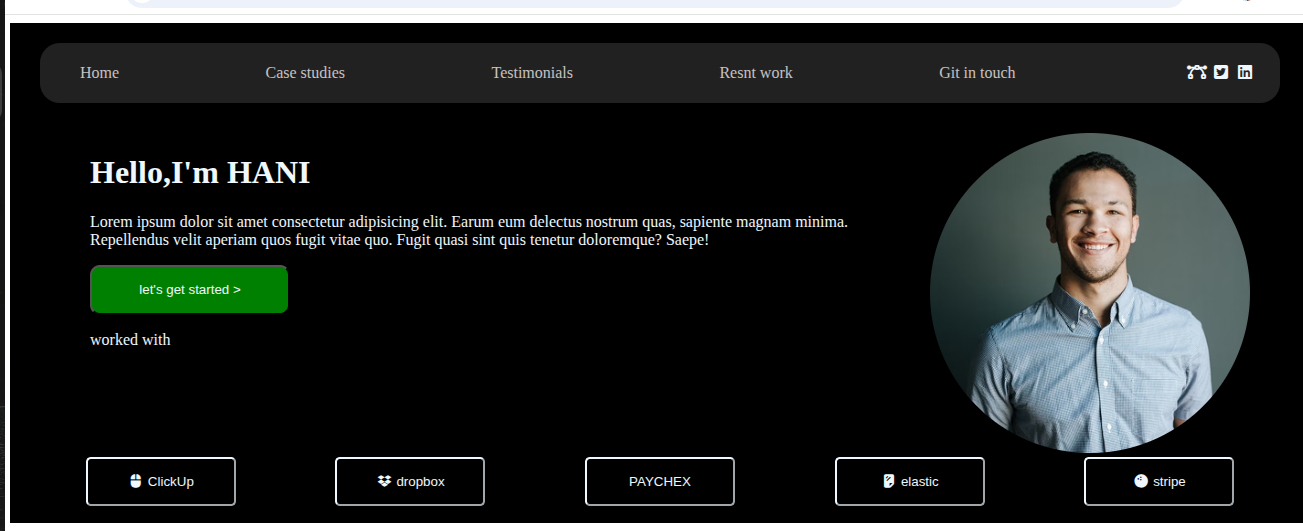 Home Case studies Testimonials Resnt work Git in touch
Hello,I'm HANI
Lorem ipsum dolor sit amet consectetur adipisicing elit. Earum eum delectus nostrum quas, sapiente magnam minima.
Repellendus velit aperiam quos fugit vitae quo. Fugit quasi sint quis tenetur doloremque? Saepe!
let's get started >
worked with
ClickUp dropbox PAYCHEX elastic stripe